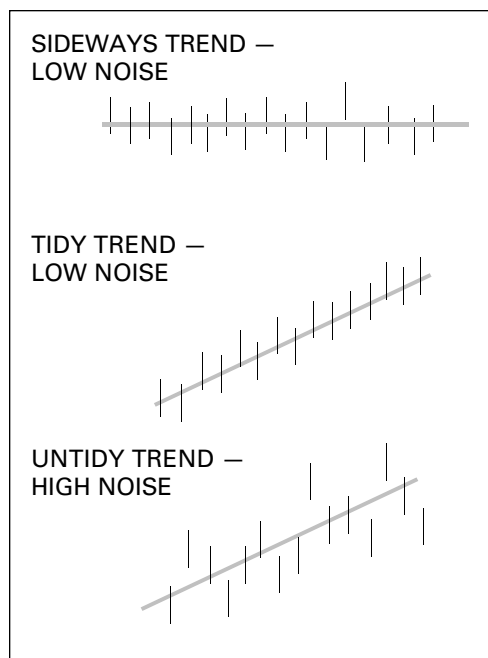 SIDEWAYS TREND —
LOW NOISE
TIDY TREND —
LOW NOISE
UNTIDY TREND —
HIGH NOISE